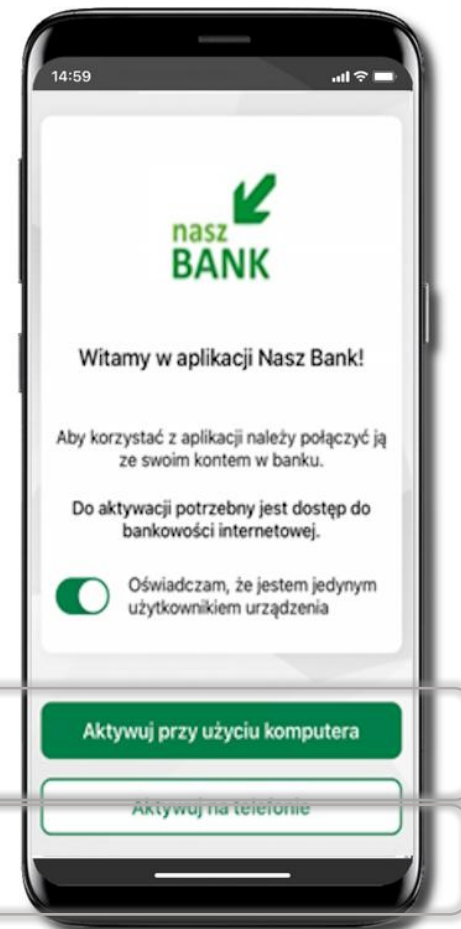 14:59
nasz
BANK
Witamy w aplikacji Nasz Bank!
Aby korzystać z aplikacji należy połączyć ją
ze swoim kontem w banku.
Do aktywacji potrzebny jest dostęp do
bankowości internetowej.
Oświadczam, że jestem jedynym
użytkownikiem urządzenia
Aktywuj przy użyciu komputera
Aktywuj na telefonie